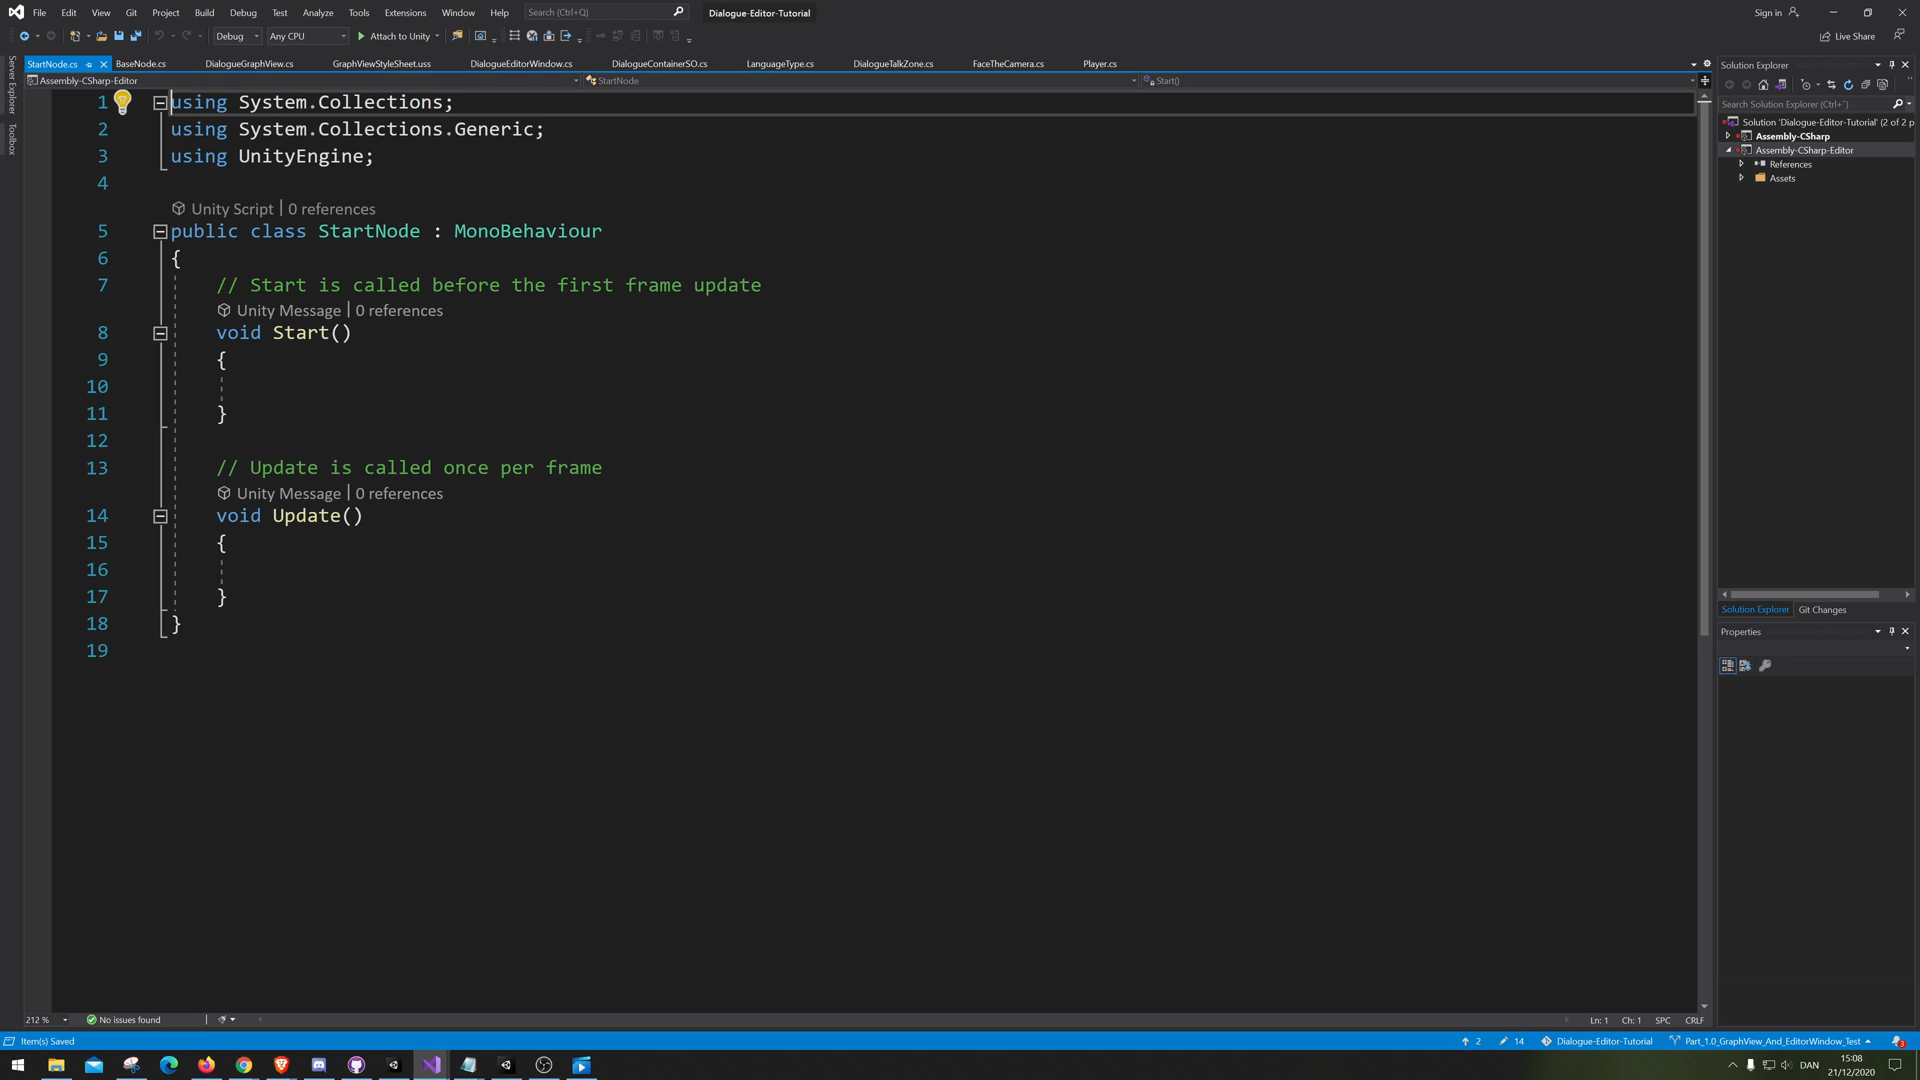 File Edit View Git Project Build Debug Test Analyze Tools Extensions Window Help Search (Ctrl+Q) Dialogue-Editor-Tutorial Sign in
Debug Any CPU Attach to Unity Live Share
StartNode.cs BaseNode.cs DialogueGraphView.cs GraphViewStyleSheet.uss DialogueEditorWindow.cs DialogueContainerSO.cs LanguageType.cs DialogueTalkZone.cs FaceTheCamera.cs Player.cs
Assembly-CSharp-Editor StartNode Start()
Server Explorer
Toolbox
1 using System.Collections;
2 using System.Collections.Generic;
3 using UnityEngine;
4
Unity Script | 0 references
5 public class StartNode : MonoBehaviour
6 {
7 // Start is called before the first frame update
Unity Message | 0 references
8 void Start()
9 {
10
11 }
12
13 // Update is called once per frame
Unity Message | 0 references
14 void Update()
15 {
16
17 }
18 }
19
Solution Explorer
Search Solution Explorer (Ctrl+¨)
Solution 'Dialogue-Editor-Tutorial' (2 of 2 p
Assembly-CSharp
Assembly-CSharp-Editor
References
Assets
Solution Explorer Git Changes
Properties
212 % No issues found Ln: 1 Ch: 1 SPC CRLF
Item(s) Saved 2 14 Dialogue-Editor-Tutorial Part_1.0_GraphView_And_EditorWindow_Test 3
DAN 15:08
21/12/2020